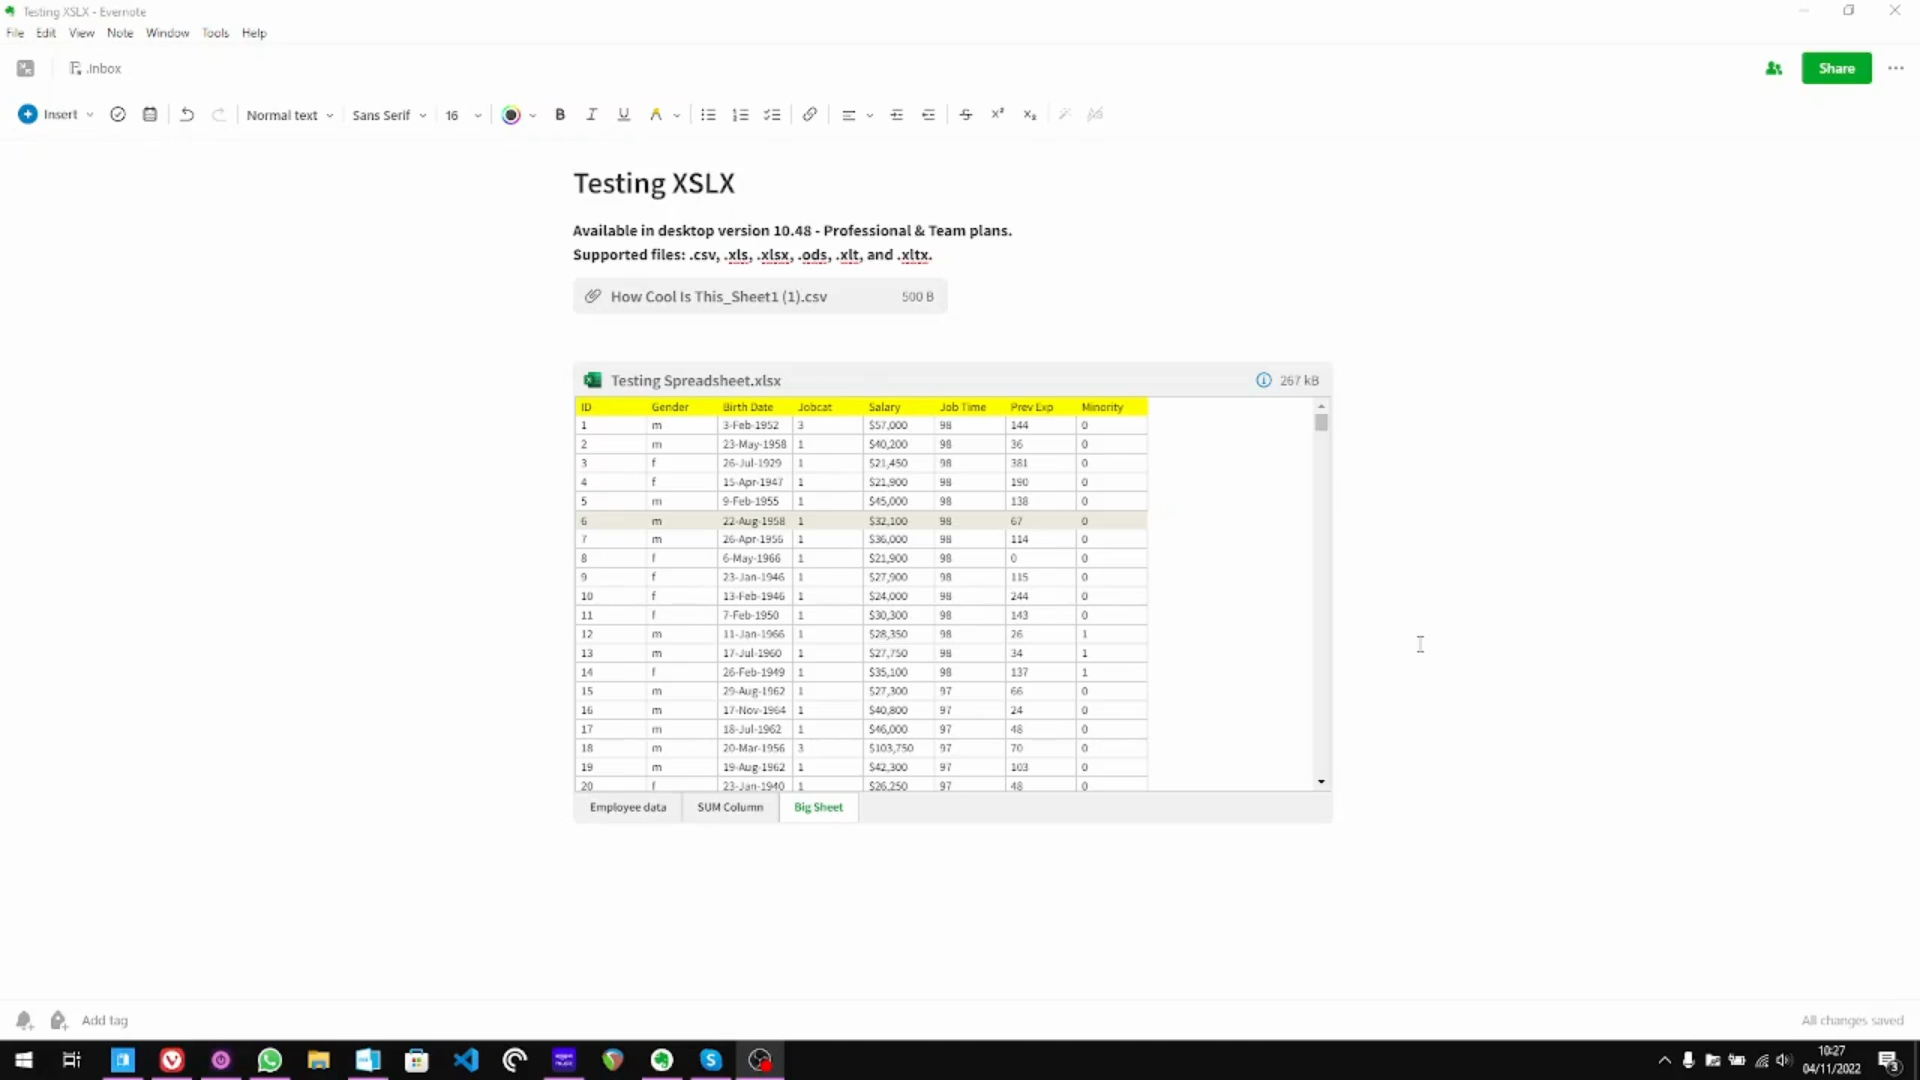 Testing XSLX - Evernote
File Edit View Note Window Tools Help
.Inbox
Share
Insert Normal text Sans Serif 16
Testing XSLX
Available in desktop version 10.48 - Professional & Team plans.
Supported files: .csv, .xls, .xlsx, .ods, .xlt, and .xltx.
How Cool Is This_Sheet1 (1).csv 500 B
Testing Spreadsheet.xlsx 267 kB
ID Gender Birth Date Jobcat Salary Job Time Prev Exp Minority
1 m 3-Feb-1952 3 $57,000 98 144 0
2 m 23-May-1958 1 $40,200 98 36 0
3 f 26-Jul-1929 1 $21,450 98 381 0
4 f 15-Apr-1947 1 $21,900 98 190 0
5 m 9-Feb-1955 1 $45,000 98 138 0
6 m 22-Aug-1958 1 $32,100 98 67 0
7 m 26-Apr-1956 1 $36,000 98 114 0
8 f 6-May-1966 1 $21,900 98 0 0
9 f 23-Jan-1946 1 $27,900 98 115 0
10 f 13-Feb-1946 1 $24,000 98 244 0
11 f 7-Feb-1950 1 $30,300 98 143 0
12 m 11-Jan-1966 1 $28,350 98 26 1
13 m 17-Jul-1960 1 $27,750 98 34 1
14 f 26-Feb-1949 1 $35,100 98 137 1
15 m 29-Aug-1962 1 $27,300 97 66 0
16 m 17-Nov-1964 1 $40,800 97 24 0
17 m 18-Jul-1962 1 $46,000 97 48 0
18 m 20-Mar-1956 3 $103,750 97 70 0
19 m 19-Aug-1962 1 $42,300 97 103 0
20 f 23-Jan-1940 1 $26,250 97 48 0
Employee data SUM Column Big Sheet
Add tag All changes saved
10:27
04/11/2022
3